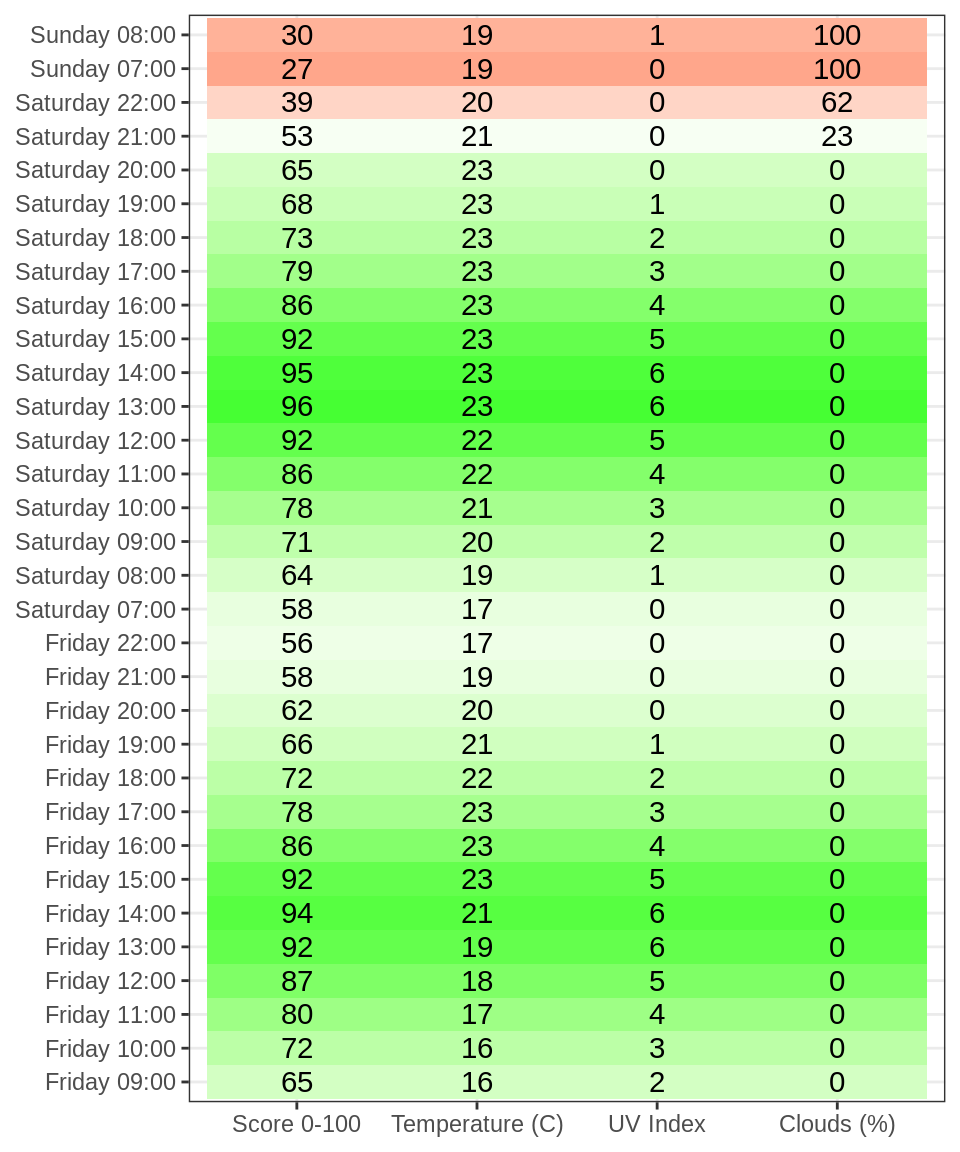 Sunday 08:00 30 19 1 100
Sunday 07:00 27 19 0 100
Saturday 22:00 39 20 0 62
Saturday 21:00 53 21 0 23
Saturday 20:00 65 23 0 0
Saturday 19:00 68 23 1 0
Saturday 18:00 73 23 2 0
Saturday 17:00 79 23 3 0
Saturday 16:00 86 23 4 0
Saturday 15:00 92 23 5 0
Saturday 14:00 95 23 6 0
Saturday 13:00 96 23 6 0
Saturday 12:00 92 22 5 0
Saturday 11:00 86 22 4 0
Saturday 10:00 78 21 3 0
Saturday 09:00 71 20 2 0
Saturday 08:00 64 19 1 0
Saturday 07:00 58 17 0 0
Friday 22:00 56 17 0 0
Friday 21:00 58 19 0 0
Friday 20:00 62 20 0 0
Friday 19:00 66 21 1 0
Friday 18:00 72 22 2 0
Friday 17:00 78 23 3 0
Friday 16:00 86 23 4 0
Friday 15:00 92 23 5 0
Friday 14:00 94 21 6 0
Friday 13:00 92 19 6 0
Friday 12:00 87 18 5 0
Friday 11:00 80 17 4 0
Friday 10:00 72 16 3 0
Friday 09:00 65 16 2 0
Score 0-100 Temperature (C) UV Index Clouds (%)